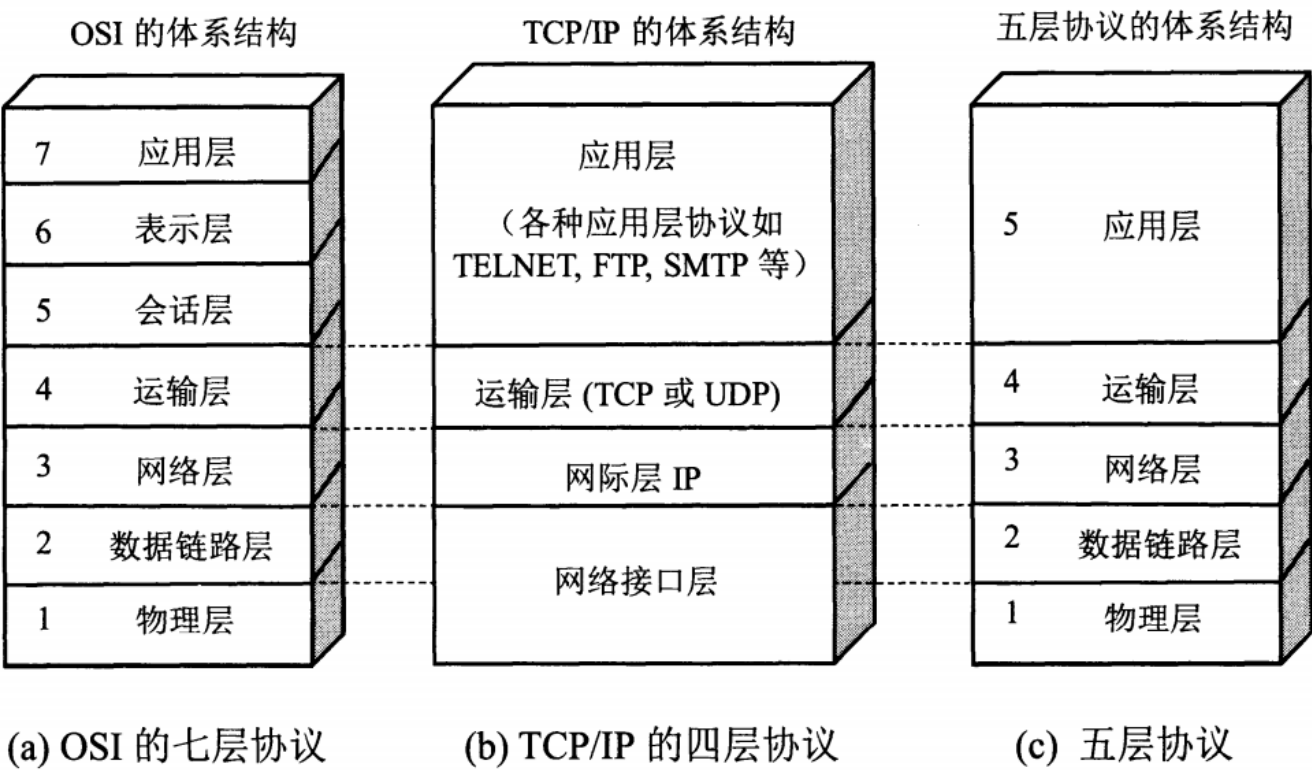 OSI 的体系结构
TCP/IP 的体系结构
五层协议的体系结构
7 应用层
6 表示层
5 会话层
4 运输层
3 网络层
2 数据链路层
1 物理层
应用层
（各种应用层协议如
TELNET, FTP, SMTP 等）
运输层 (TCP 或 UDP)
网际层 IP
网络接口层
5 应用层
4 运输层
3 网络层
2 数据链路层
1 物理层
(a) OSI 的七层协议
(b) TCP/IP 的四层协议
(c) 五层协议